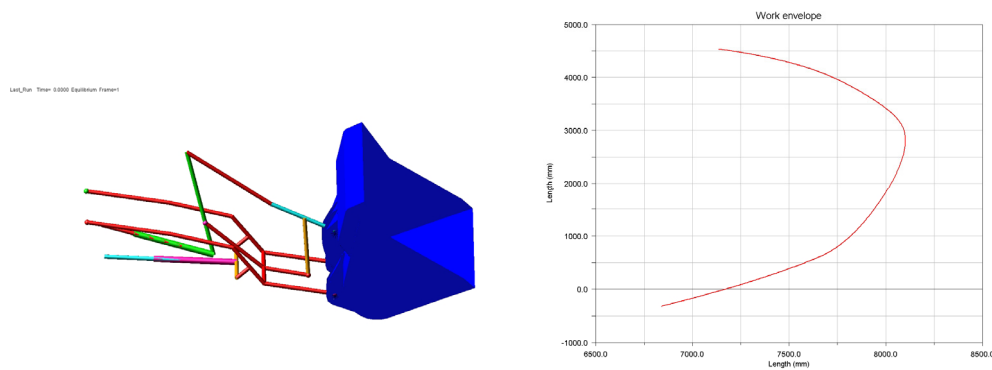 Last_Run Time= 0.0000 Equilibrium Frame=1
Work envelope
5000.0
4000.0
3000.0
2000.0
1000.0
0.0
-1000.0
Length (mm)
6500.0 7000.0 7500.0 8000.0 8500.0
Length (mm)